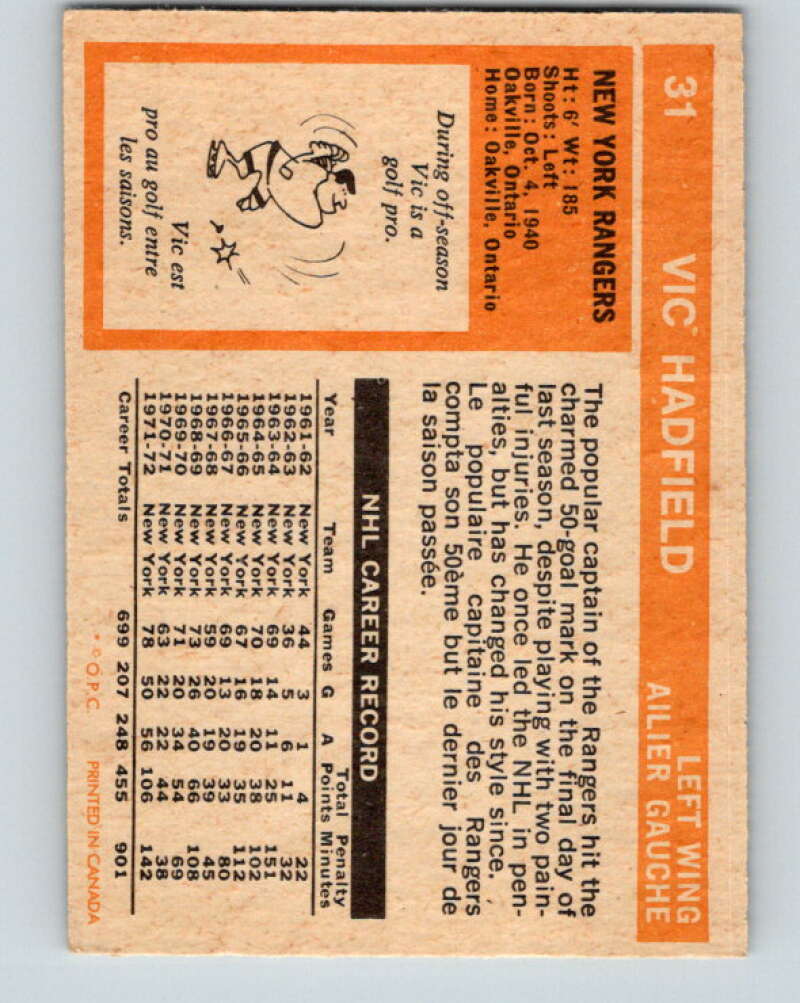 31 VIC HADFIELD LEFT WING
AILIER GAUCHE
NEW YORK RANGERS
Ht: 6' Wt: 185
Shoots: Left
Born: Oct. 4, 1940
Oakville, Ontario
Home: Oakville, Ontario
During off-season
Vic is a
golf pro.
Vic est
pro au golf entre
les saisons.
The popular captain of the Rangers hit the
charmed 50-goal mark on the final day of
last season, despite playing with two pain-
ful injuries. He once led the NHL in pen-
alties, but has changed his style since.
Le populaire capitaine des Rangers
compta son 50ème but le dernier jour de
la saison passée.
NHL CAREER RECORD
Total Penalty
Year Team Games G A Points Minutes
1961-62 New York 44 3 1 4 22
1962-63 New York 36 5 6 11 32
1963-64 New York 69 14 11 25 151
1964-65 New York 70 18 20 38 102
1965-66 New York 67 16 19 35 112
1966-67 New York 69 13 20 33 80
1967-68 New York 59 20 19 39 45
1968-69 New York 73 26 40 66 108
1969-70 New York 71 20 34 54 69
1970-71 New York 63 22 22 44 38
1971-72 New York 78 50 56 106 142
Career Totals 699 207 248 455 901
* © O.P.C. PRINTED IN CANADA